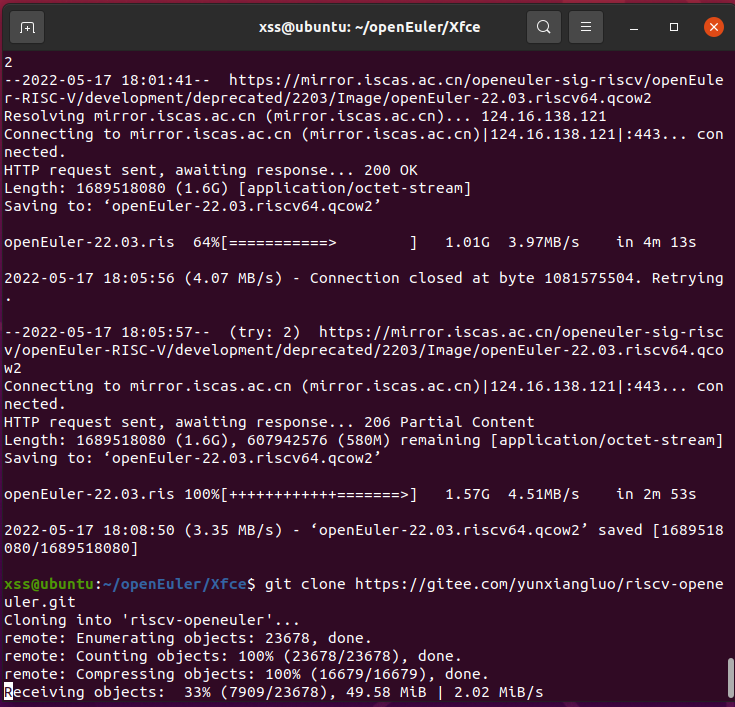 xss@ubuntu: ~/openEuler/Xfce
2
--2022-05-17 18:01:41--  https://mirror.iscas.ac.cn/openeuler-sig-riscv/openEule
r-RISC-V/development/deprecated/2203/Image/openEuler-22.03.riscv64.qcow2
Resolving mirror.iscas.ac.cn (mirror.iscas.ac.cn)... 124.16.138.121
Connecting to mirror.iscas.ac.cn (mirror.iscas.ac.cn)|124.16.138.121|:443... con
nected.
HTTP request sent, awaiting response... 200 OK
Length: 1689518080 (1.6G) [application/octet-stream]
Saving to: ‘openEuler-22.03.riscv64.qcow2’
openEuler-22.03.ris  64%[===========>        ]   1.01G  3.97MB/s    in 4m 13s
2022-05-17 18:05:56 (4.07 MB/s) - Connection closed at byte 1081575504. Retrying
.
--2022-05-17 18:05:57--  (try: 2)  https://mirror.iscas.ac.cn/openeuler-sig-risc
v/openEuler-RISC-V/development/deprecated/2203/Image/openEuler-22.03.riscv64.qco
w2
Connecting to mirror.iscas.ac.cn (mirror.iscas.ac.cn)|124.16.138.121|:443... con
nected.
HTTP request sent, awaiting response... 206 Partial Content
Length: 1689518080 (1.6G), 607942576 (580M) remaining [application/octet-stream]
Saving to: ‘openEuler-22.03.riscv64.qcow2’
openEuler-22.03.ris 100%[++++++++++++=======>]   1.57G  4.51MB/s    in 2m 53s
2022-05-17 18:08:50 (3.35 MB/s) - ‘openEuler-22.03.riscv64.qcow2’ saved [1689518
080/1689518080]
xss@ubuntu:~/openEuler/Xfce$ git clone https://gitee.com/yunxiangluo/riscv-opene
uler.git
Cloning into 'riscv-openeuler'...
remote: Enumerating objects: 23678, done.
remote: Counting objects: 100% (23678/23678), done.
remote: Compressing objects: 100% (16679/16679), done.
Receiving objects:  33% (7909/23678), 49.58 MiB | 2.02 MiB/s